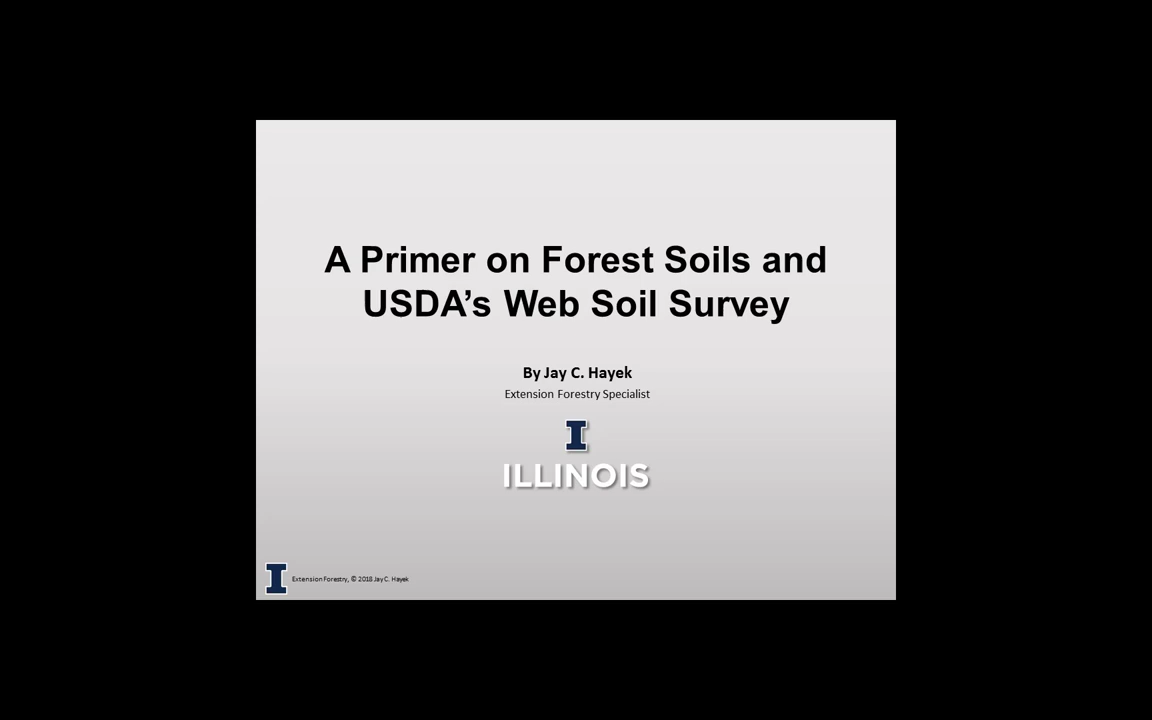 A Primer on Forest Soils and
USDA’s Web Soil Survey
By Jay C. Hayek
Extension Forestry Specialist
I
ILLINOIS
I
Extension Forestry, © 2018 Jay C. Hayek